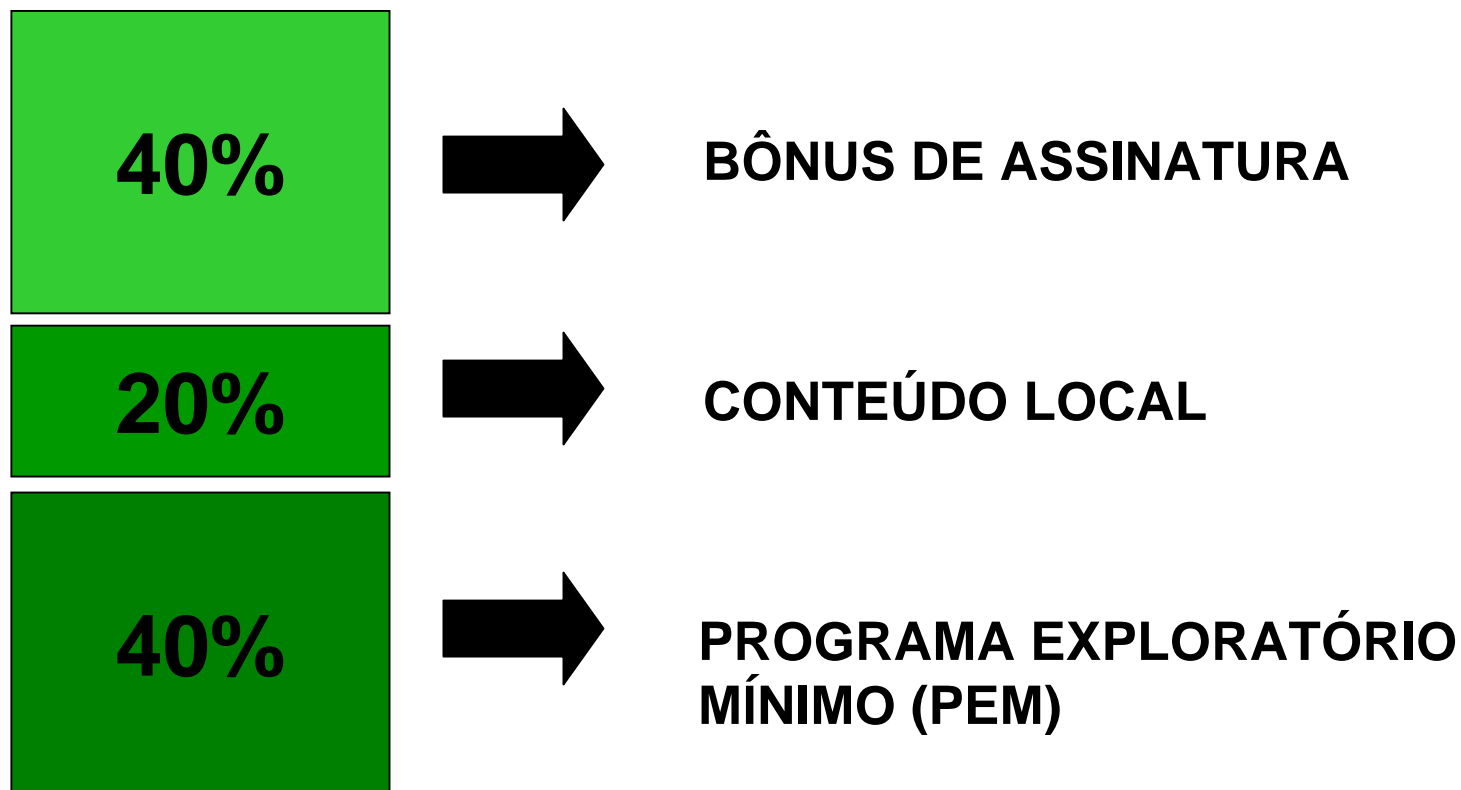 40%
BÔNUS DE ASSINATURA
20%
CONTEÚDO LOCAL
40%
PROGRAMA EXPLORATÓRIO
MÍNIMO (PEM)